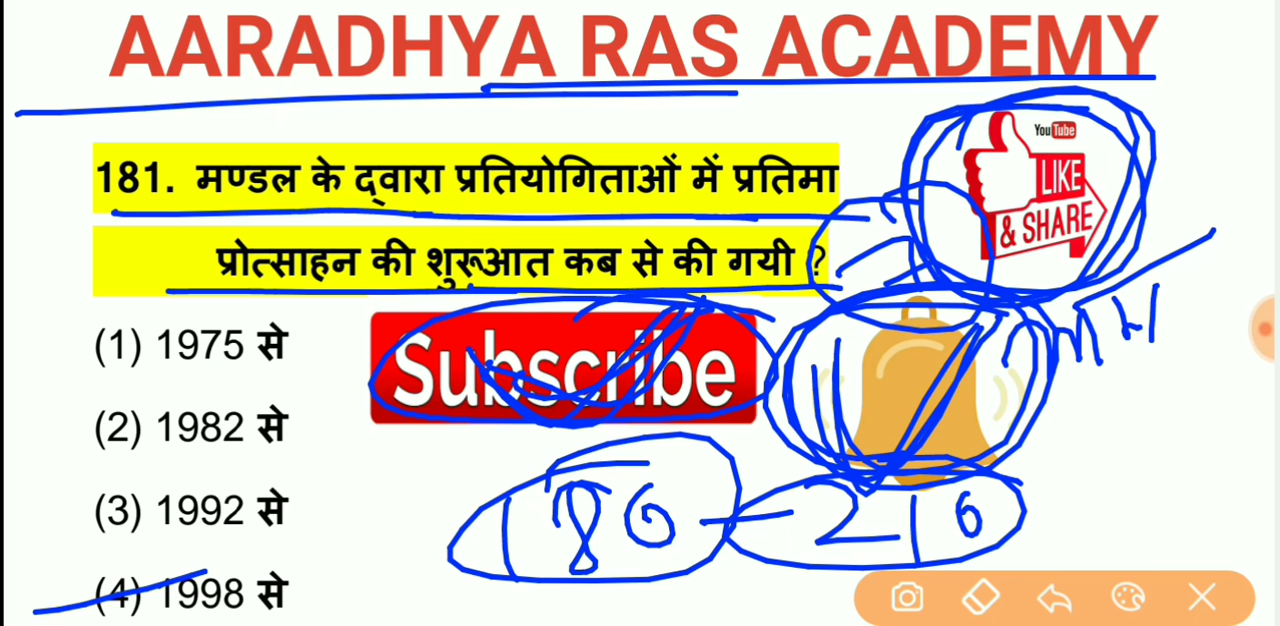 AARADHYA RAS ACADEMY
181. मण्डल के द्वारा प्रतियोगिताओं में प्रतिमा
प्रोत्साहन की शुरूआत कब से की गयी ?
YouTube
LIKE
& SHARE
(1) 1975 से
Subscribe
(2) 1982 से
(3) 1992 से
186 - 216
(4) 1998 से